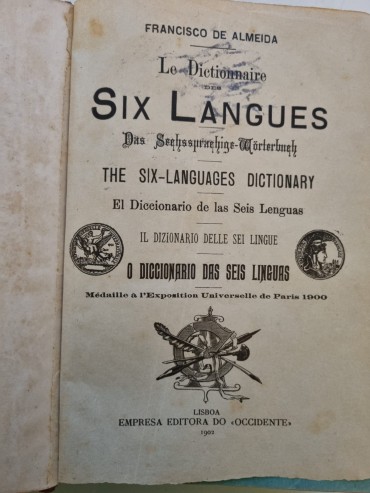 FRANCISCO DE ALMEIDA
Le Dictionnaire
DES
SIX LANGUES
Das Sechssprachige-Wörterbuch
THE SIX-LANGUAGES DICTIONARY
El Diccionario de las Seis Lenguas
IL DIZIONARIO DELLE SEI LINGUE
O DICCIONARIO DAS SEIS LINGUAS
Médaille à l'Exposition Universelle de Paris 1900
LISBOA
EMPRESA EDITORA DO «OCCIDENTE»
1902